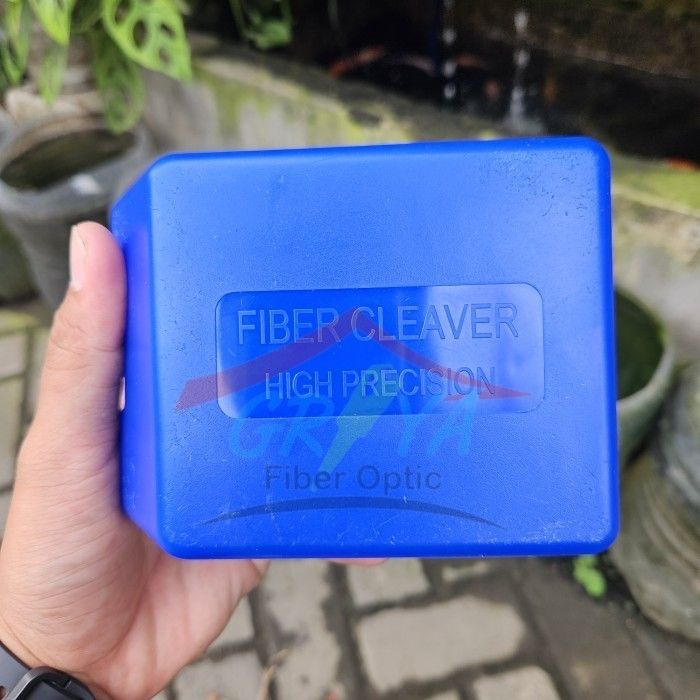 FIBER CLEAVER
HIGH PRECISION
GRIYA
Fiber Optic